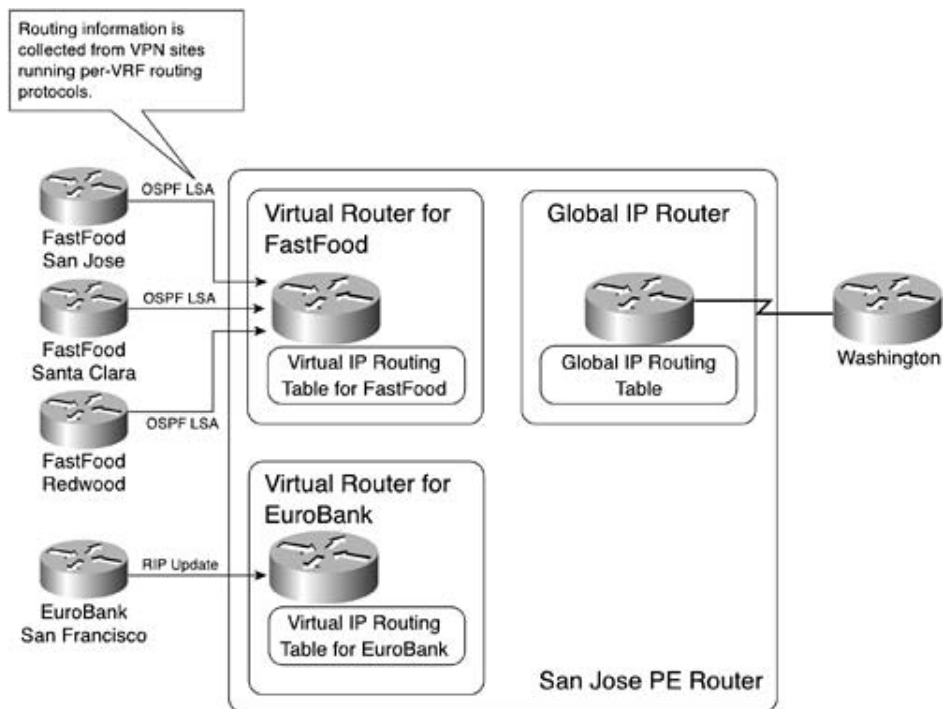 Routing information is
collected from VPN sites
running per-VRF routing
protocols.
OSPF LSA
FastFood
San Jose
OSPF LSA
FastFood
Santa Clara
OSPF LSA
FastFood
Redwood
RIP Update
EuroBank
San Francisco
Virtual Router for
FastFood
Virtual IP Routing
Table for FastFood
Global IP Router
Global IP Routing
Table
Washington
Virtual Router for
EuroBank
Virtual IP Routing
Table for EuroBank
San Jose PE Router